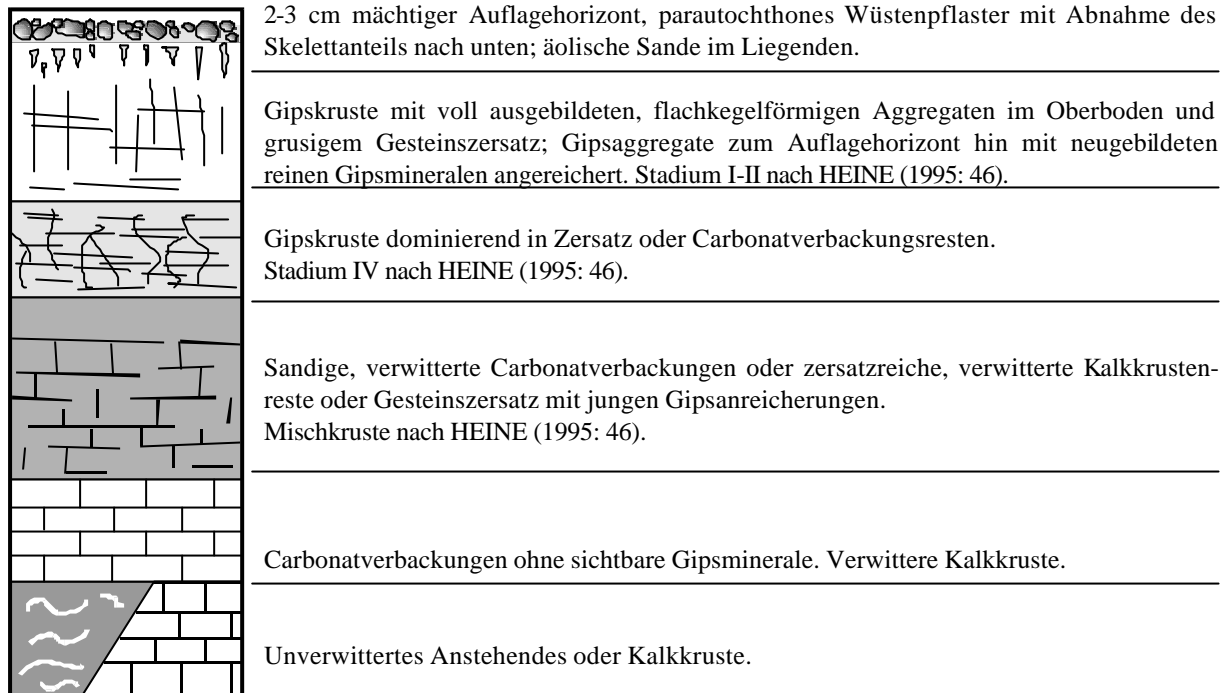 2-3 cm mächtiger Auflagehorizont, parautochthones Wüstenpflaster mit Abnahme des
Skelettanteils nach unten; äolische Sande im Liegenden.
Gipskruste mit voll ausgebildeten, flachkegelförmigen Aggregaten im Oberboden und
grusigem Gesteinszersatz; Gipsaggregate zum Auflagehorizont hin mit neugebildeten
reinen Gipsmineralen angereichert. Stadium I-II nach HEINE (1995: 46).
Gipskruste dominierend in Zersatz oder Carbonatverbackungsresten.
Stadium IV nach HEINE (1995: 46).
Sandige, verwitterte Carbonatverbackungen oder zersatzreiche, verwitterte Kalkkrusten-
reste oder Gesteinszersatz mit jungen Gipsanreicherungen.
Mischkruste nach HEINE (1995: 46).
Carbonatverbackungen ohne sichtbare Gipsminerale. Verwittere Kalkkruste.
Unverwittertes Anstehendes oder Kalkkruste.